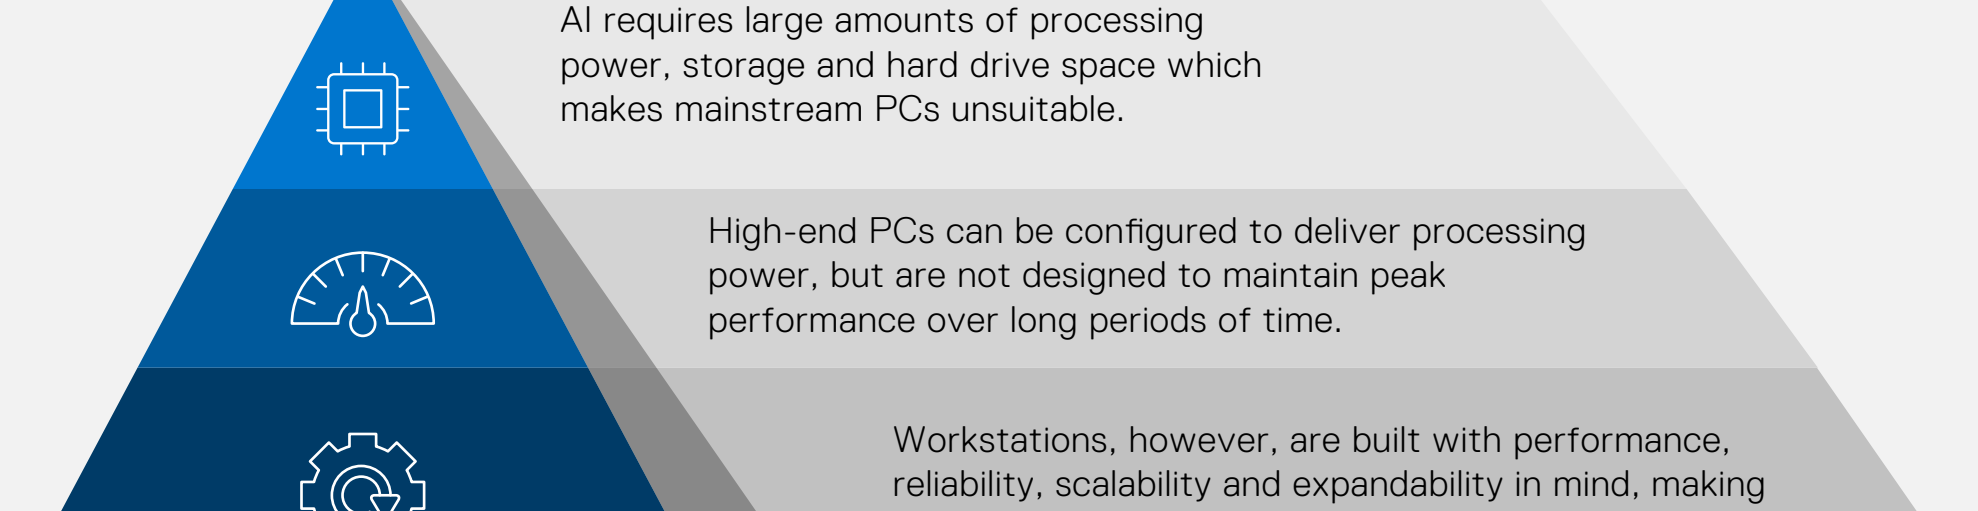 AI requires large amounts of processing
power, storage and hard drive space which
makes mainstream PCs unsuitable.
High-end PCs can be configured to deliver processing
power, but are not designed to maintain peak
performance over long periods of time.
Workstations, however, are built with performance,
reliability, scalability and expandability in mind, making